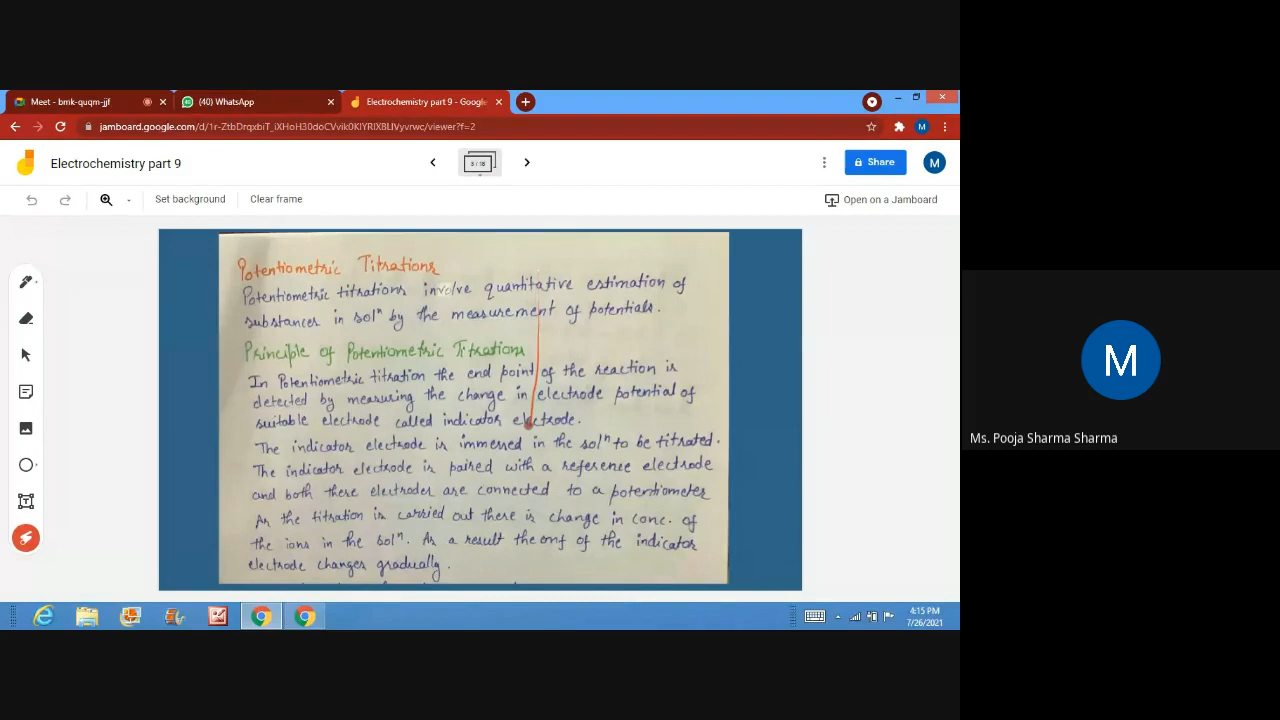 Meet - bmk-quqm-jjf
(40) WhatsApp
Electrochemistry part 9 - Google
jamboard.google.com/d/1r-ZtbDrqxbiT_iXHoH30doCVvik0KIYRIXBLIVyvrwc/viewer?f=2
Electrochemistry part 9
3 / 18
Share
M
Set background
Clear frame
Open on a Jamboard
Potentiometric Titrations
Potentiometric titrations involve quantitative estimation of
substances in solⁿ by the measurement of potentials.
Principle of Potentiometric Titrations
In Potentiometric titration the end point of the reaction is
detected by measuring the change in electrode potential of
suitable electrode called indicator electrode.
The indicator electrode is immersed in the solⁿ to be titrated.
The indicator electrode is paired with a reference electrode
and both these electrodes are connected to a potentiometer
As the titration is carried out there is change in conc. of
the ions in the solⁿ. As a result the emf of the indicator
electrode changes gradually.
4:15 PM
7/26/2021
M
Ms. Pooja Sharma Sharma